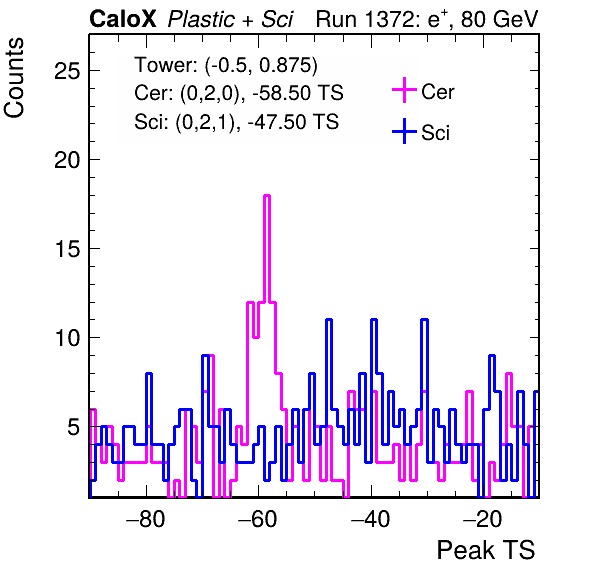 CaloX Plastic + Sci Run 1372: e+, 80 GeV
Counts
Tower: (-0.5, 0.875)
Cer: (0,2,0), -58.50 TS
Sci: (0,2,1), -47.50 TS
Cer
Sci
25
20
15
10
5
−80 −60 −40 −20
Peak TS